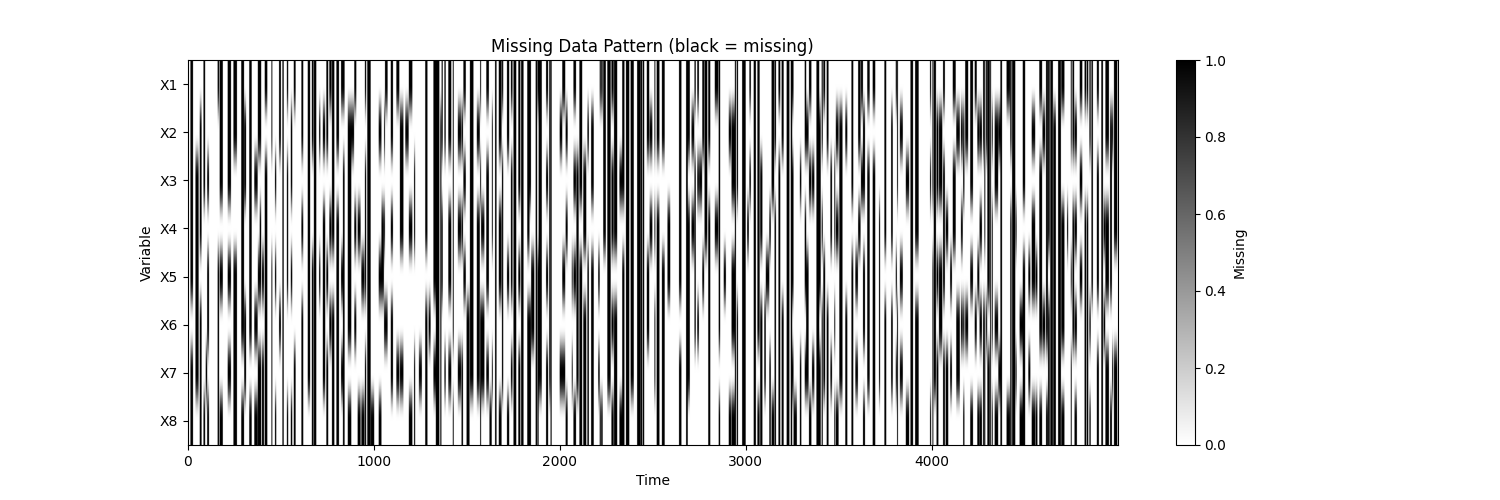 Missing Data Pattern (black = missing)
X1
X2
X3
X4
X5
X6
X7
X8
Variable
0
1000
2000
3000
4000
Time
1.0
0.8
0.6
0.4
0.2
0.0
Missing